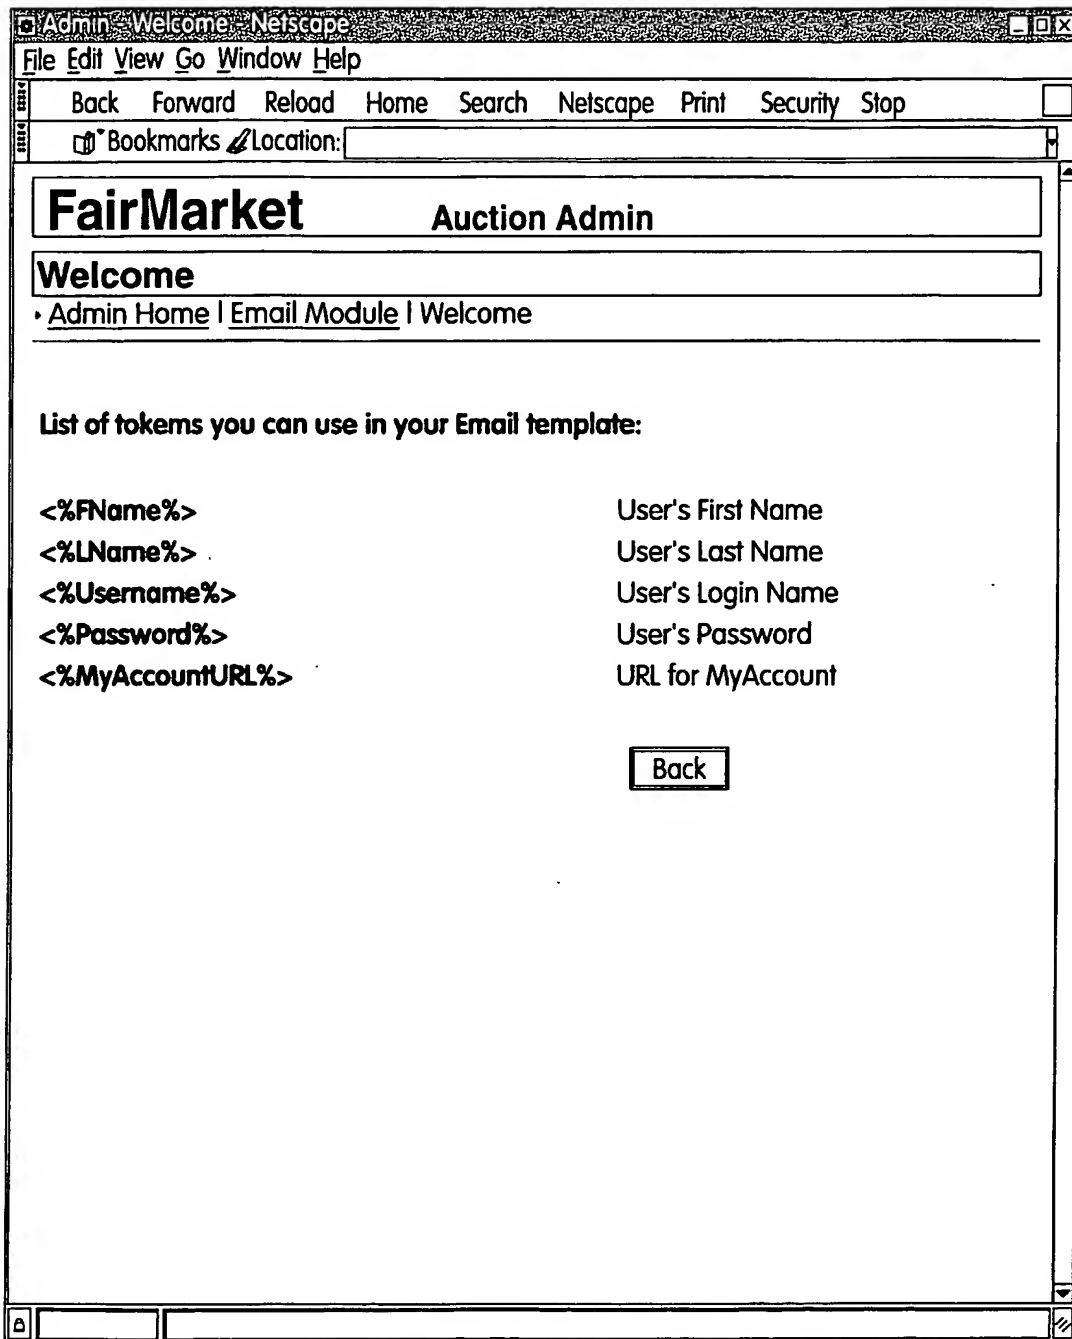 Admin - Welcome - Netscape
File Edit View Go Window Help
Back Forward Reload Home Search Netscape Print Security Stop
Bookmarks Location:
FairMarket Auction Admin
Welcome
Admin Home | Email Module | Welcome
List of tokems you can use in your Email template:
<%FName%> User's First Name
<%LName%> User's Last Name
<%Username%> User's Login Name
<%Password%> User's Password
<%MyAccountURL%> URL for MyAccount
Back